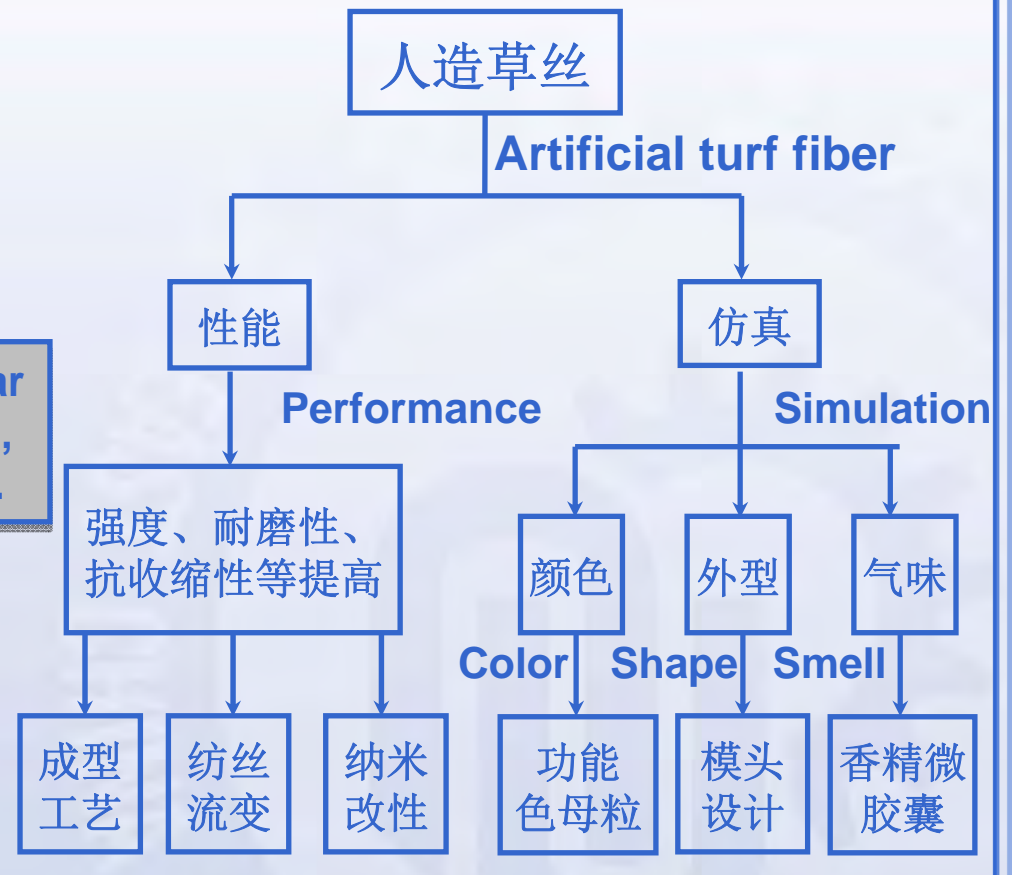 人造草丝
Artificial turf fiber
性能
仿真
Performance
Simulation
强度、耐磨性、
抗收缩性等提高
颜色
外型
气味
Color
Shape
Smell
成型
工艺
纺丝
流变
纳米
改性
功能
色母粒
模头
设计
香精微
胶囊